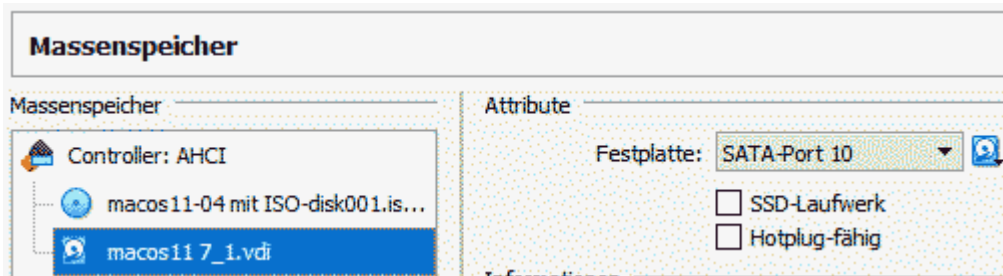 Massenspeicher
Massenspeicher
Controller: AHCI
macos11-04 mit ISO-disk001.is...
macos11 7_1.vdi
Attribute
Festplatte: SATA-Port 10
SSD-Laufwerk
Hotplug-fähig
Informationen